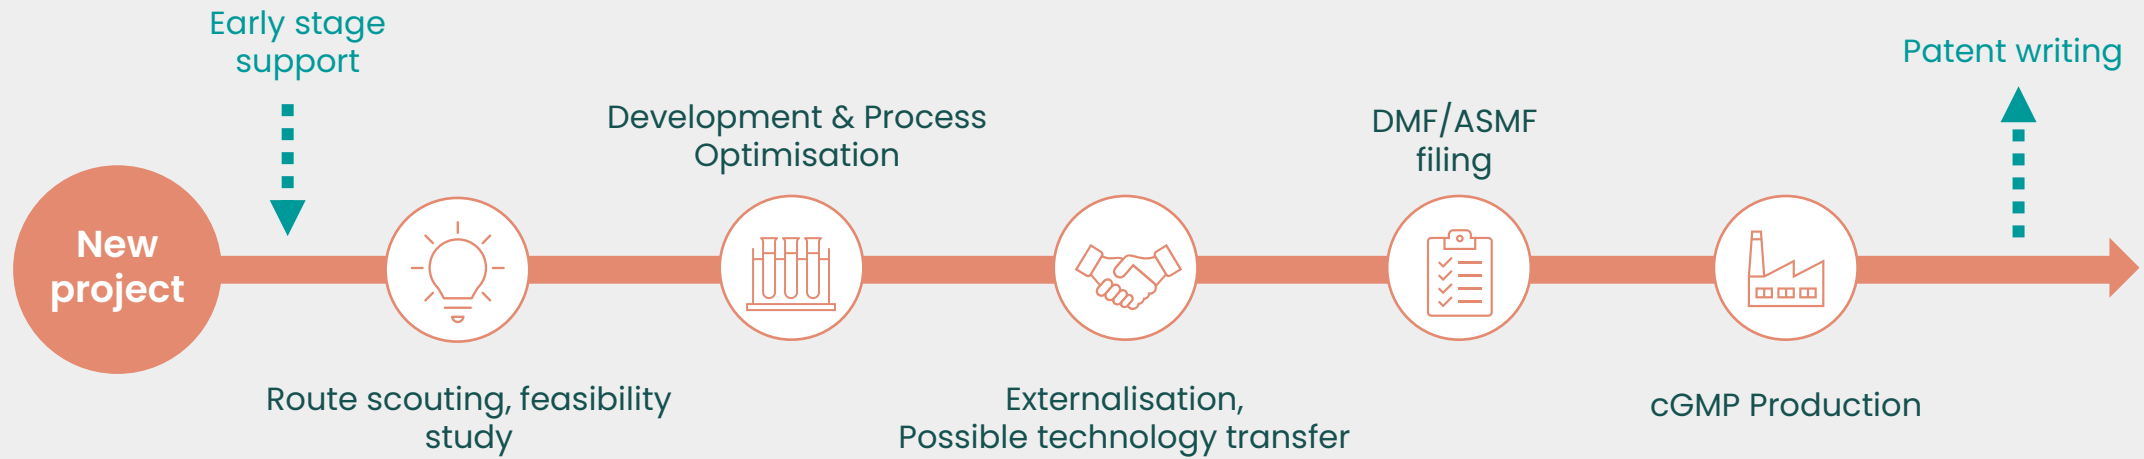 Early stage
support
Patent writing
Development & Process
Optimisation
DMF/ASMF
filing
New
project
Route scouting, feasibility
study
Externalisation,
Possible technology transfer
cGMP Production